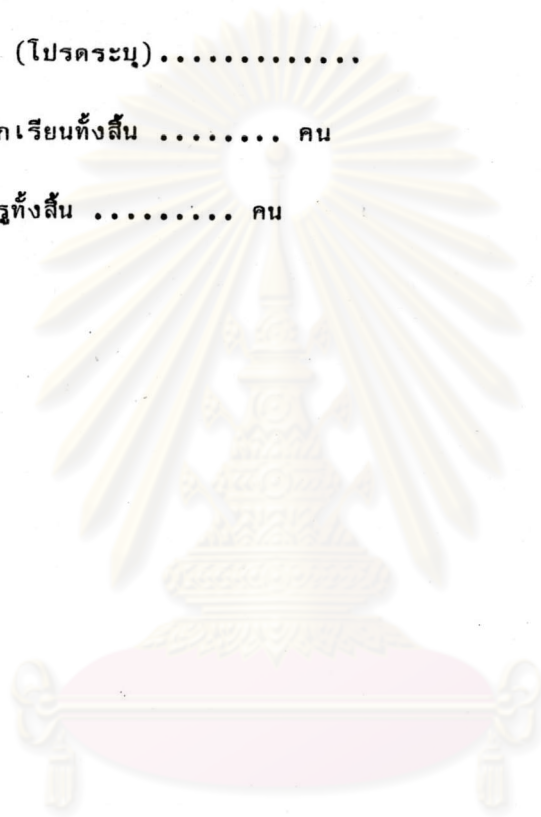 (โปรดระบุ)..............
กเรียนทั้งสิ้น ........ คน
รูทั้งสิ้น .......... คน